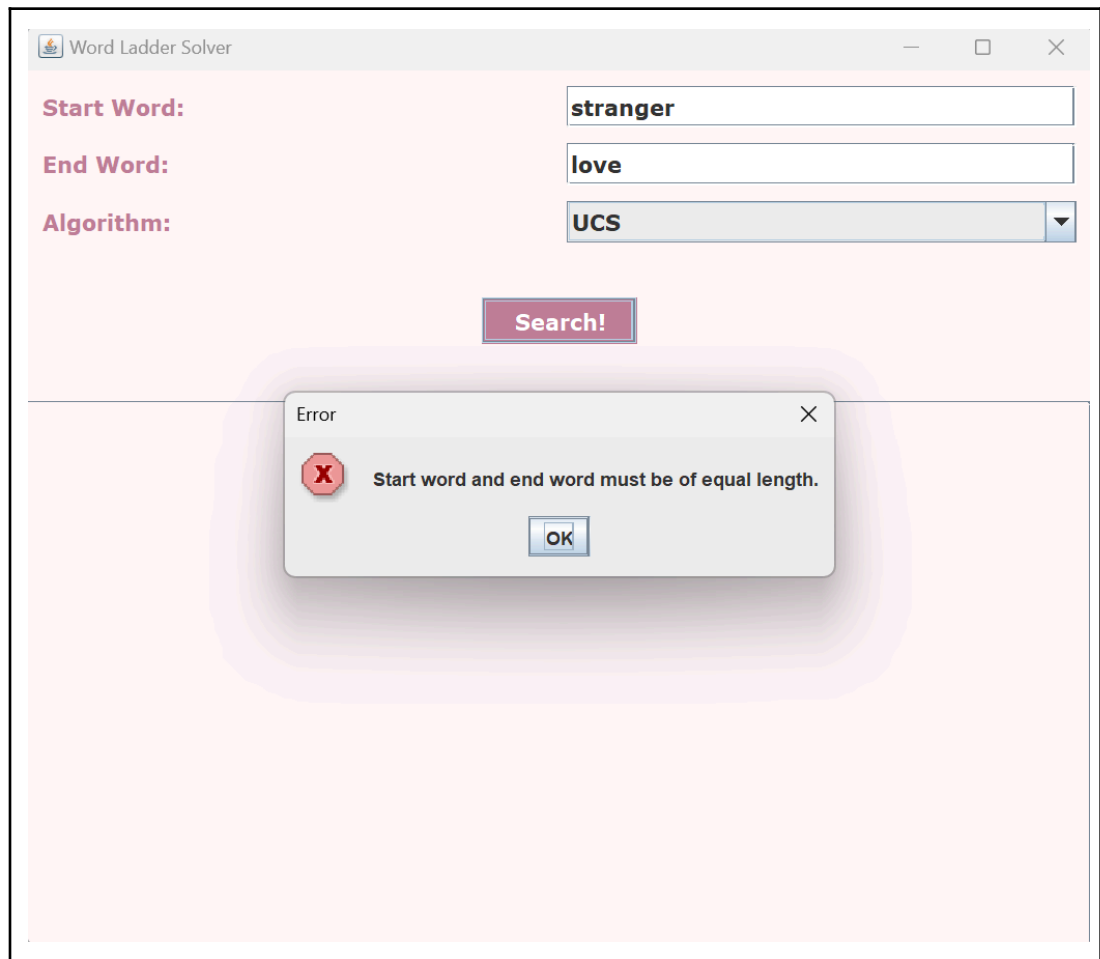 Word Ladder Solver
Start Word: stranger
End Word: love
Algorithm: UCS
Search!
Error
X
Start word and end word must be of equal length.
OK